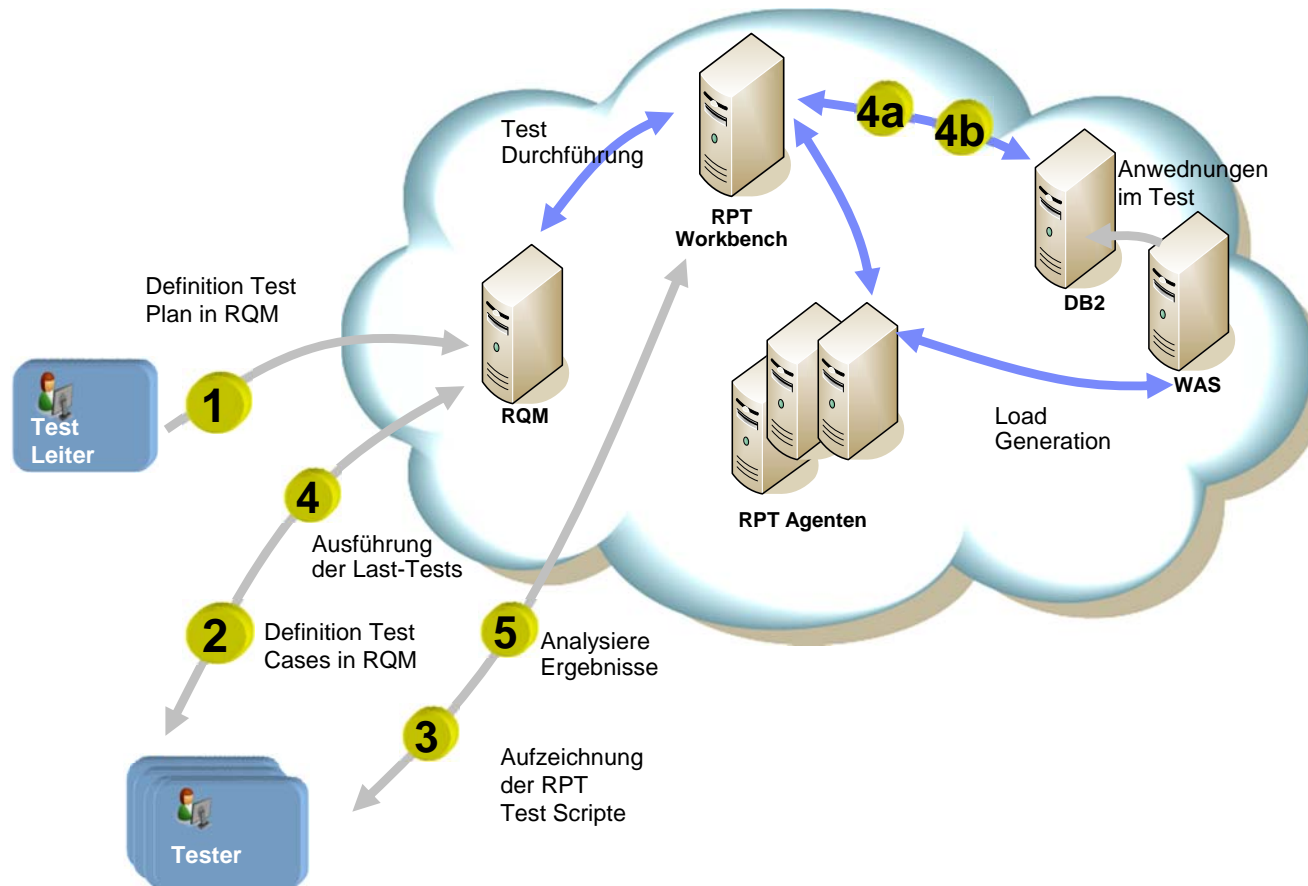 4a
4b
Test
Durchführung
Anwednungen
im Test
RPT
Workbench
DB2
Definition Test
Plan in RQM
WAS
1
RQM
Test
Leiter
Load
Generation
4
RPT Agenten
Ausführung
der Last-Tests
2
Definition Test
Cases in RQM
5
Analysiere
Ergebnisse
3
Aufzeichnung
der RPT
Test Scripte
Tester